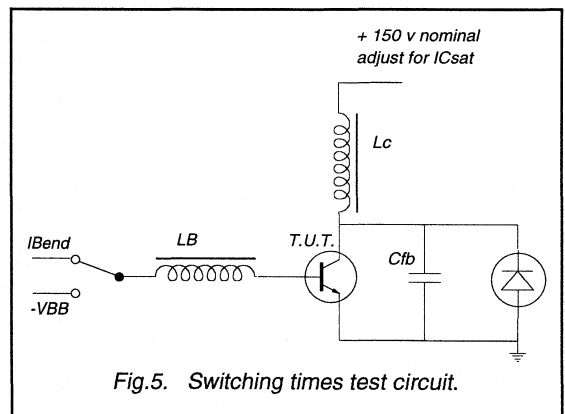 + 150 v nominal
adjust for ICsat
Lc
IBend
LB
T.U.T.
Cfb
-VBB
Fig.5. Switching times test circuit.